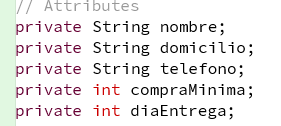 // Attributes
private String nombre;
private String domicilio;
private String telefono;
private int compraMinima;
private int diaEntrega;